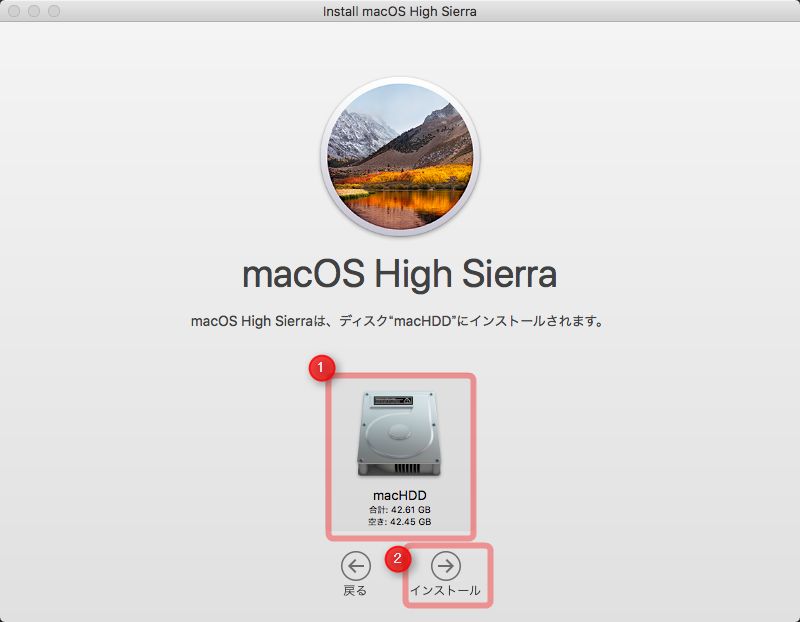 Install macOS High Sierra
macOS High Sierra
macOS High Sierraは、ディスク“macHDD”にインストールされます。
1
macHDD
合計: 42.61 GB
空き: 42.45 GB
2
戻る
インストール